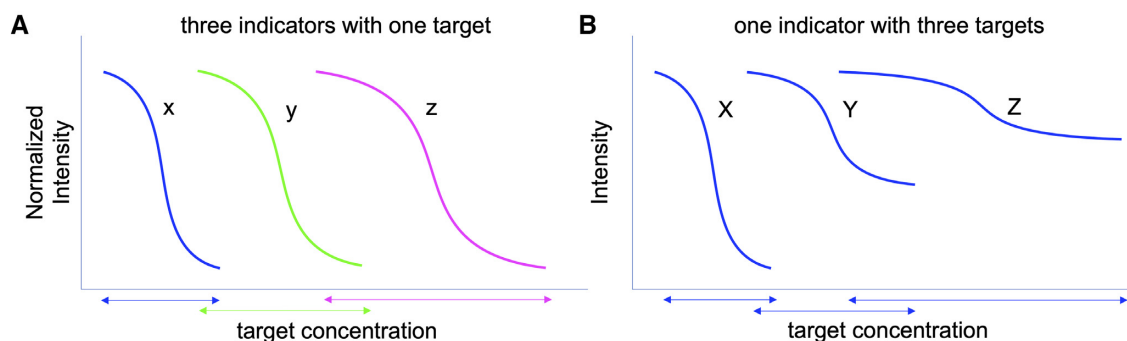 A
three indicators with one target
Normalized
Intensity
x
y
z
target concentration
B
one indicator with three targets
Intensity
X
Y
Z
target concentration